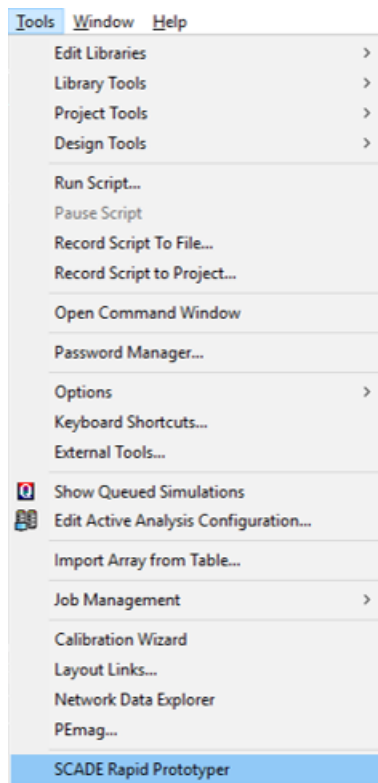 Tools Window Help
Edit Libraries
Library Tools
Project Tools
Design Tools
Run Script...
Pause Script
Record Script To File...
Record Script to Project...
Open Command Window
Password Manager...
Options
Keyboard Shortcuts...
External Tools...
Show Queued Simulations
Edit Active Analysis Configuration...
Import Array from Table...
Job Management
Calibration Wizard
Layout Links...
Network Data Explorer
PEmag...
SCADE Rapid Prototyper